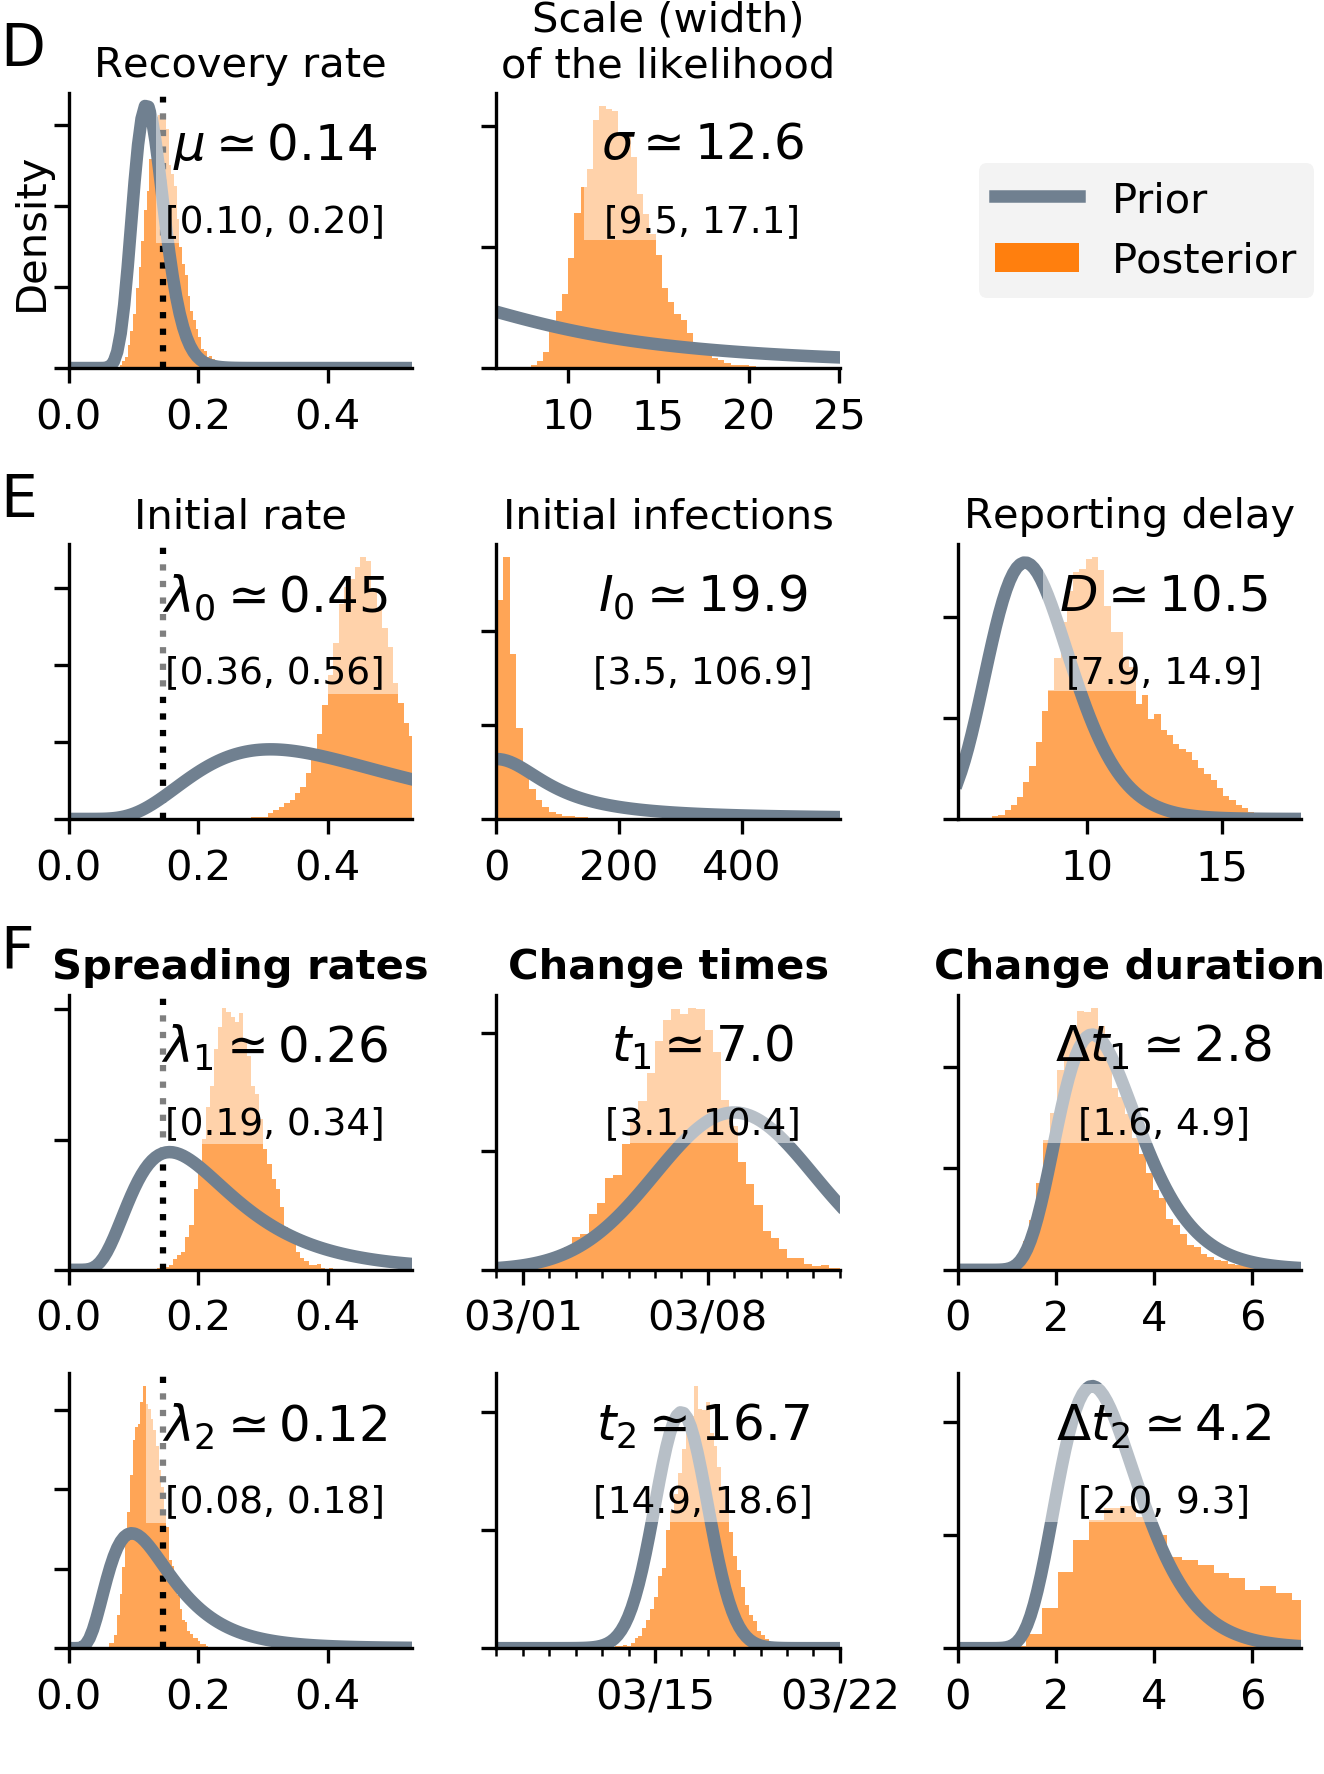 D
Recovery rate
Scale (width)
of the likelihood
Density
μ ≃ 0.14
[0.10, 0.20]
σ ≃ 12.6
[9.5, 17.1]
Prior
Posterior
0.0 0.2 0.4
10 15 20 25
E
Initial rate
Initial infections
Reporting delay
λ₀ ≃ 0.45
[0.36, 0.56]
I₀ ≃ 19.9
[3.5, 106.9]
D ≃ 10.5
[7.9, 14.9]
0.0 0.2 0.4
0 200 400
10 15
F
Spreading rates
Change times
Change duration
λ₁ ≃ 0.26
[0.19, 0.34]
t₁ ≃ 7.0
[3.1, 10.4]
Δt₁ ≃ 2.8
[1.6, 4.9]
0.0 0.2 0.4
03/01 03/08
0 2 4 6
λ₂ ≃ 0.12
[0.08, 0.18]
t₂ ≃ 16.7
[14.9, 18.6]
Δt₂ ≃ 4.2
[2.0, 9.3]
0.0 0.2 0.4
03/15 03/22
0 2 4 6